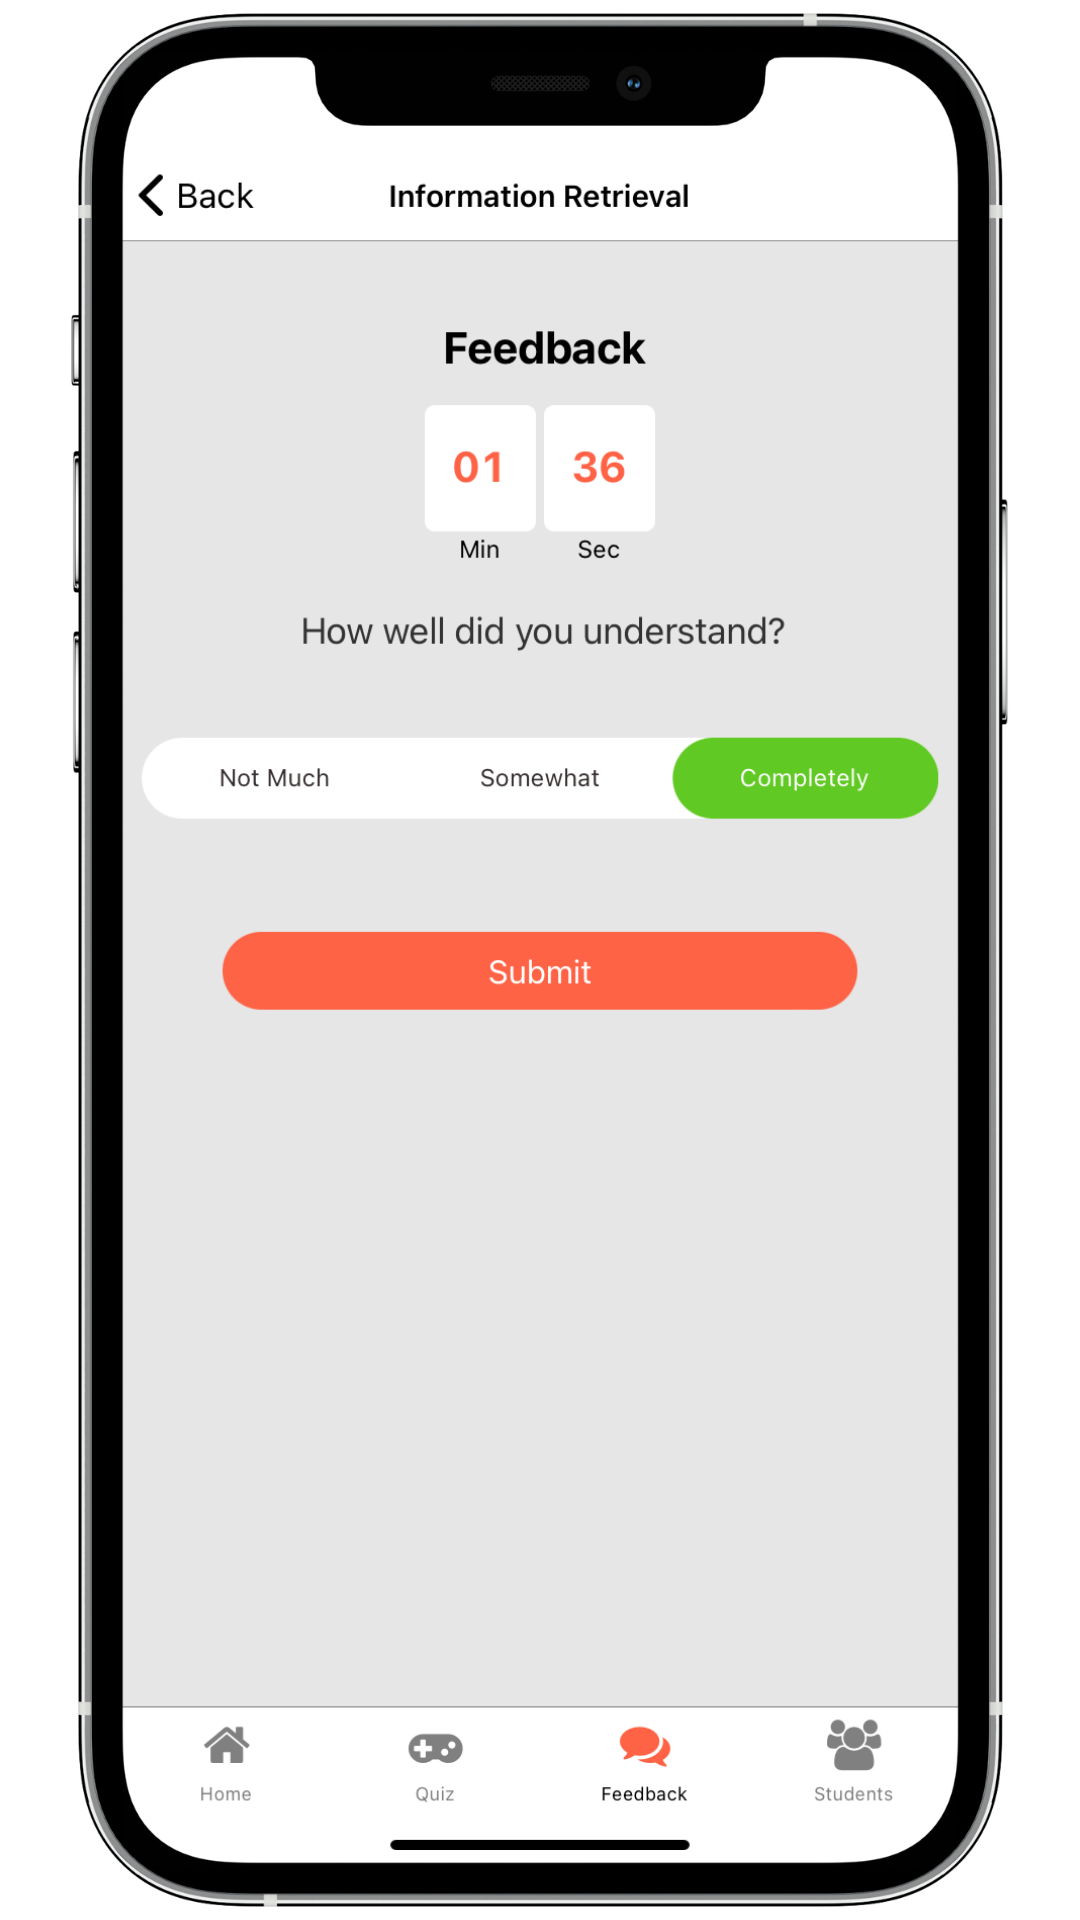 Back
Information Retrieval
Feedback
01 36
Min Sec
How well did you understand?
Not Much Somewhat Completely
Submit
Home Quiz Feedback Students